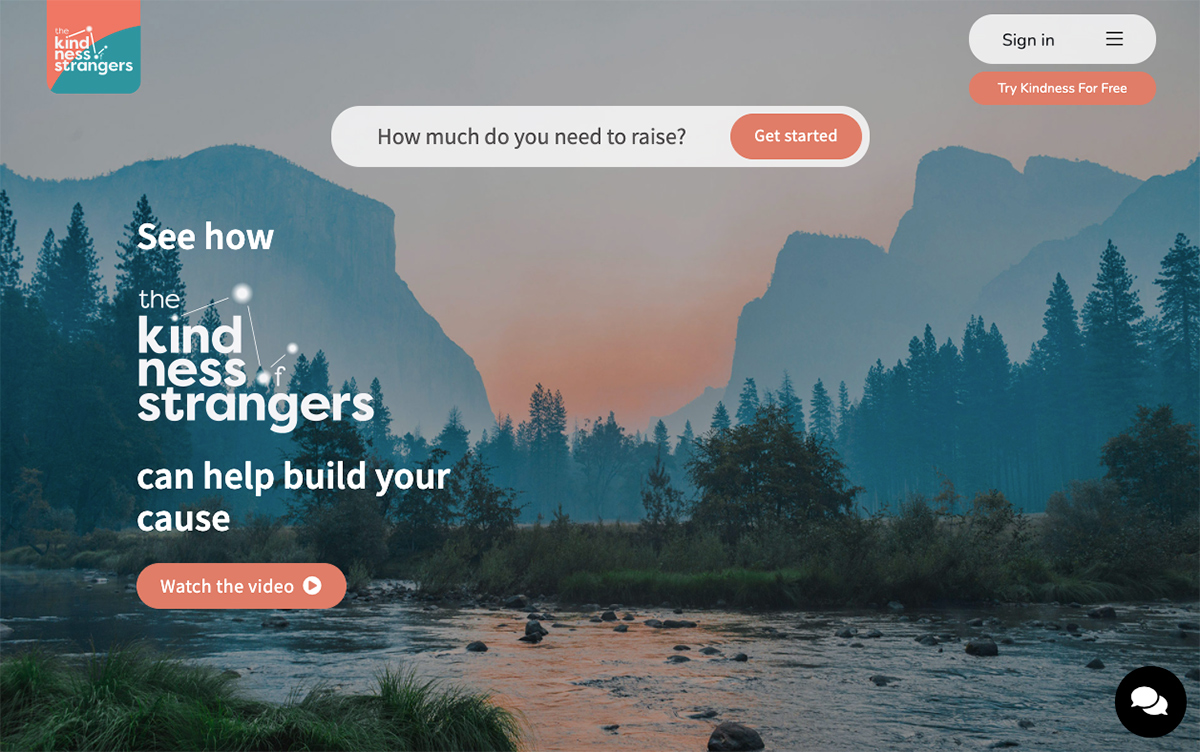 the
kind
ness of
strangers
Sign in
Try Kindness For Free
How much do you need to raise?
Get started
See how
the
kind
ness of
strangers
can help build your
cause
Watch the video